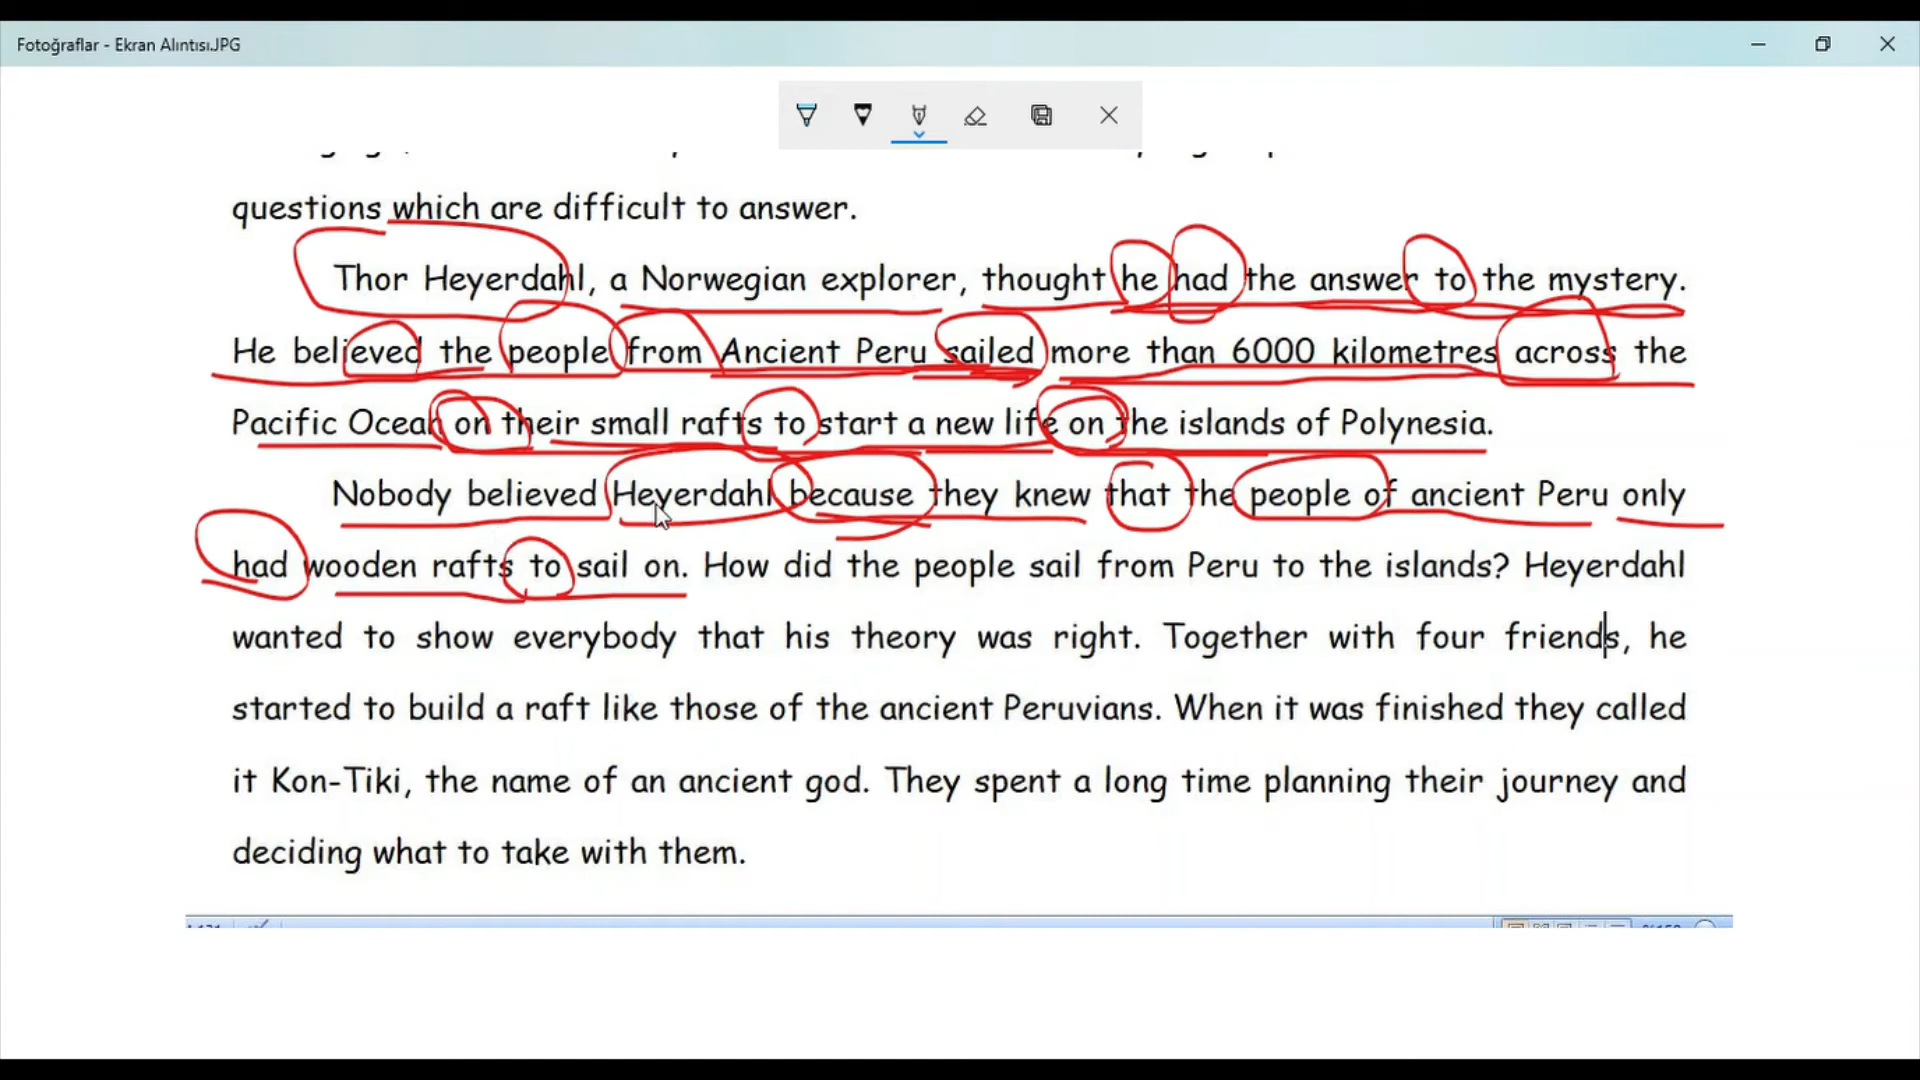 Fotoğraflar - Ekran Alıntısı.JPG
questions which are difficult to answer.
Thor Heyerdahl, a Norwegian explorer, thought he had the answer to the mystery.
He believed the people from Ancient Peru sailed more than 6000 kilometres across the
Pacific Ocean on their small rafts to start a new life on the islands of Polynesia.
Nobody believed Heyerdahl because they knew that the people of ancient Peru only
had wooden rafts to sail on. How did the people sail from Peru to the islands? Heyerdahl
wanted to show everybody that his theory was right. Together with four friends, he
started to build a raft like those of the ancient Peruvians. When it was finished they called
it Kon-Tiki, the name of an ancient god. They spent a long time planning their journey and
deciding what to take with them.